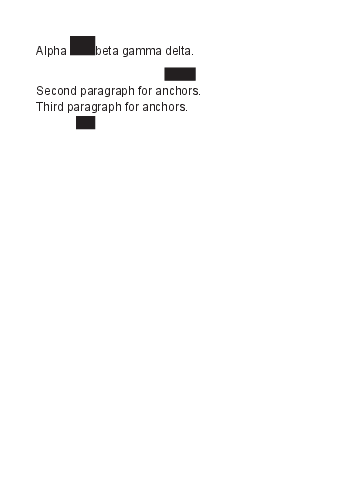 Alpha beta gamma delta.
Second paragraph for anchors.
Third paragraph for anchors.